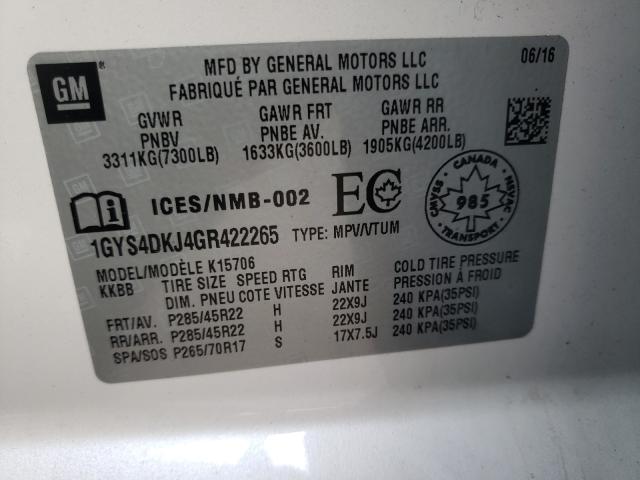 GM
MFD BY GENERAL MOTORS LLC 06/16
FABRIQUÉ PAR GENERAL MOTORS LLC
GVWR GAWR FRT GAWR RR
PNBV PNBE AV. PNBE ARR.
3311KG(7300LB) 1633KG(3600LB) 1905KG(4200LB)
ICES/NMB-002 EC CANADA 985 CMVSS NSVAC
1GYS4DKJ4GR422265 TYPE: MPV/VTUM
MODEL/MODÈLE K15706
KKBB TIRE SIZE SPEED RTG RIM COLD TIRE PRESSURE
DIM. PNEU COTE VITESSE JANTE PRESSION À FROID
FRT/AV. P285/45R22 H 22X9J 240 KPA(35PSI)
RR/ARR. P285/45R22 H 22X9J 240 KPA(35PSI)
SPA/SOS P265/70R17 S 17X7.5J 240 KPA(35PSI)